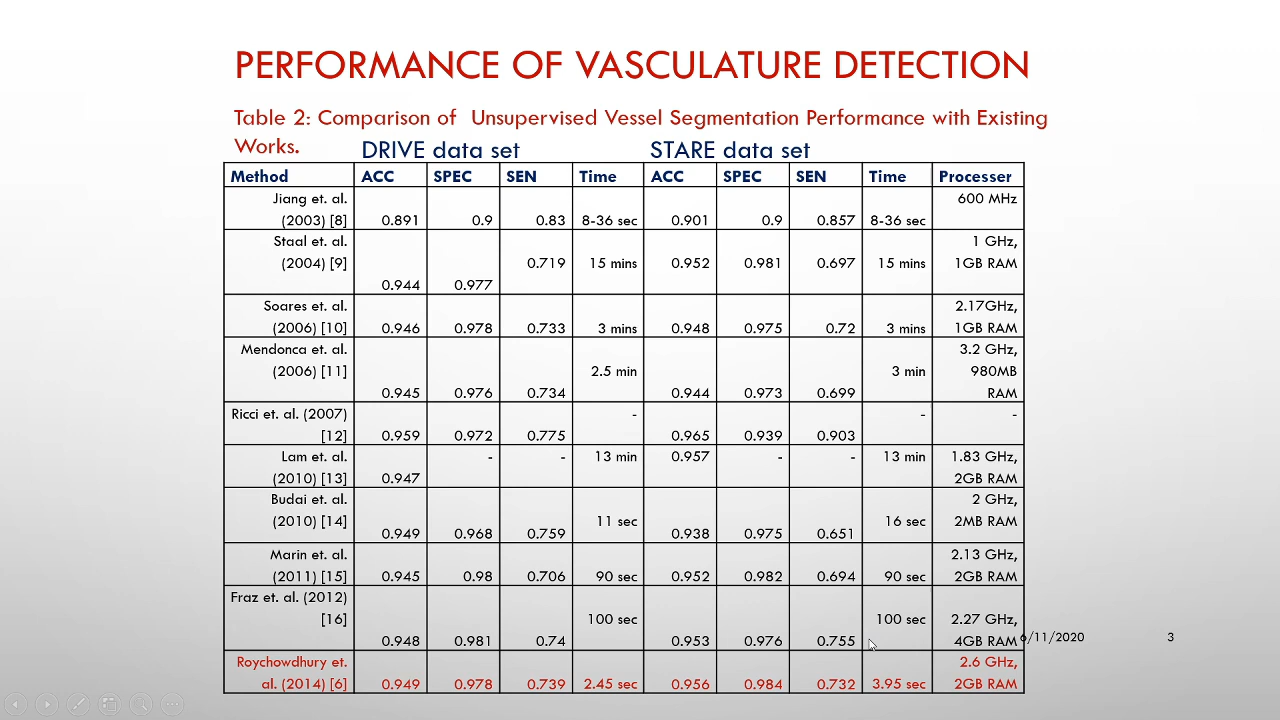 PERFORMANCE OF VASCULATURE DETECTION
Table 2: Comparison of Unsupervised Vessel Segmentation Performance with Existing
Works.
DRIVE data set STARE data set
Method ACC SPEC SEN Time ACC SPEC SEN Time Processer
Jiang et. al. 600 MHz
(2003) [8] 0.891 0.9 0.83 8-36 sec 0.901 0.9 0.857 8-36 sec
Staal et. al. 1 GHz,
(2004) [9] 0.719 15 mins 0.952 0.981 0.697 15 mins 1GB RAM
0.944 0.977
Soares et. al. 2.17GHz,
(2006) [10] 0.946 0.978 0.733 3 mins 0.948 0.975 0.72 3 mins 1GB RAM
Mendonca et. al. 3.2 GHz,
(2006) [11] 2.5 min 3 min 980MB
0.945 0.976 0.734 0.944 0.973 0.699 RAM
Ricci et. al. (2007) - - -
[12] 0.959 0.972 0.775 0.965 0.939 0.903
Lam et. al. - - 13 min 0.957 - - 13 min 1.83 GHz,
(2010) [13] 0.947 2GB RAM
Budai et. al. 2 GHz,
(2010) [14] 11 sec 16 sec 2MB RAM
0.949 0.968 0.759 0.938 0.975 0.651
Marin et. al. 2.13 GHz,
(2011) [15] 0.945 0.98 0.706 90 sec 0.952 0.982 0.694 90 sec 2GB RAM
Fraz et. al. (2012)
[16] 100 sec 100 sec 2.27 GHz,
0.948 0.981 0.74 0.953 0.976 0.755 4GB RAM
6/11/2020 3
Roychowdhury et. 2.6 GHz,
al. (2014) [6] 0.949 0.978 0.739 2.45 sec 0.956 0.984 0.732 3.95 sec 2GB RAM